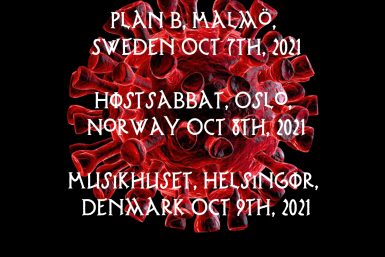 PLAN B, MALMÖ,
SWEDEN OCT 7TH, 2021
HØSTSABBAT, OSLO,
NORWAY OCT 8TH, 2021
MUSIKHUSET, HELSINGØR,
DENMARK OCT 9TH, 2021